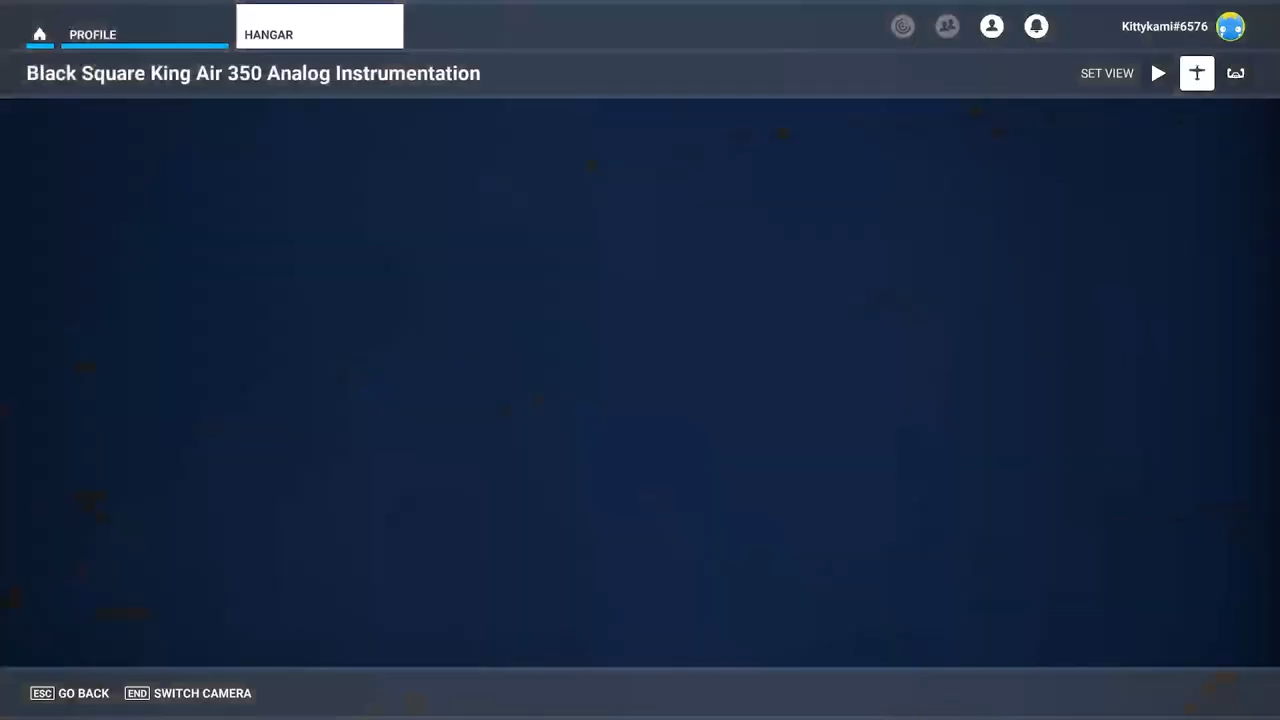 PROFILE
HANGAR
Kittykami#6576
Black Square King Air 350 Analog Instrumentation
SET VIEW
ESC GO BACK END SWITCH CAMERA